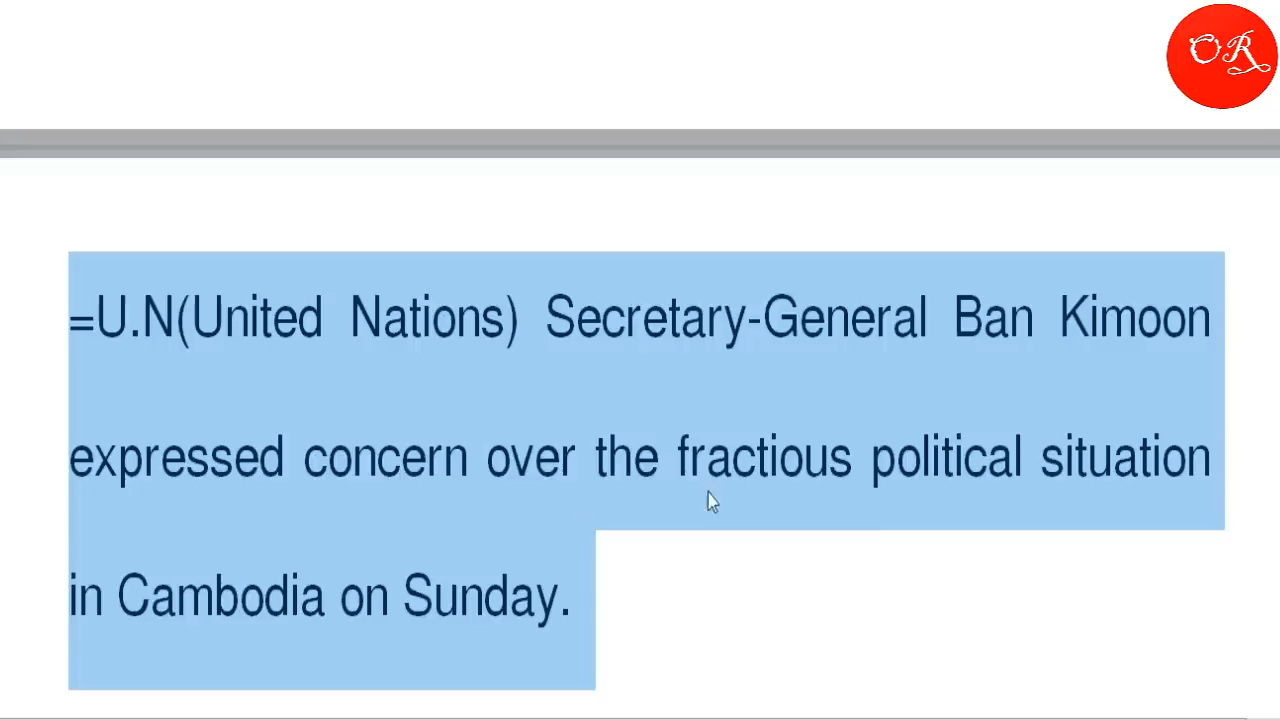 OR
=U.N(United Nations) Secretary-General Ban Kimoon
expressed concern over the fractious political situation
in Cambodia on Sunday.